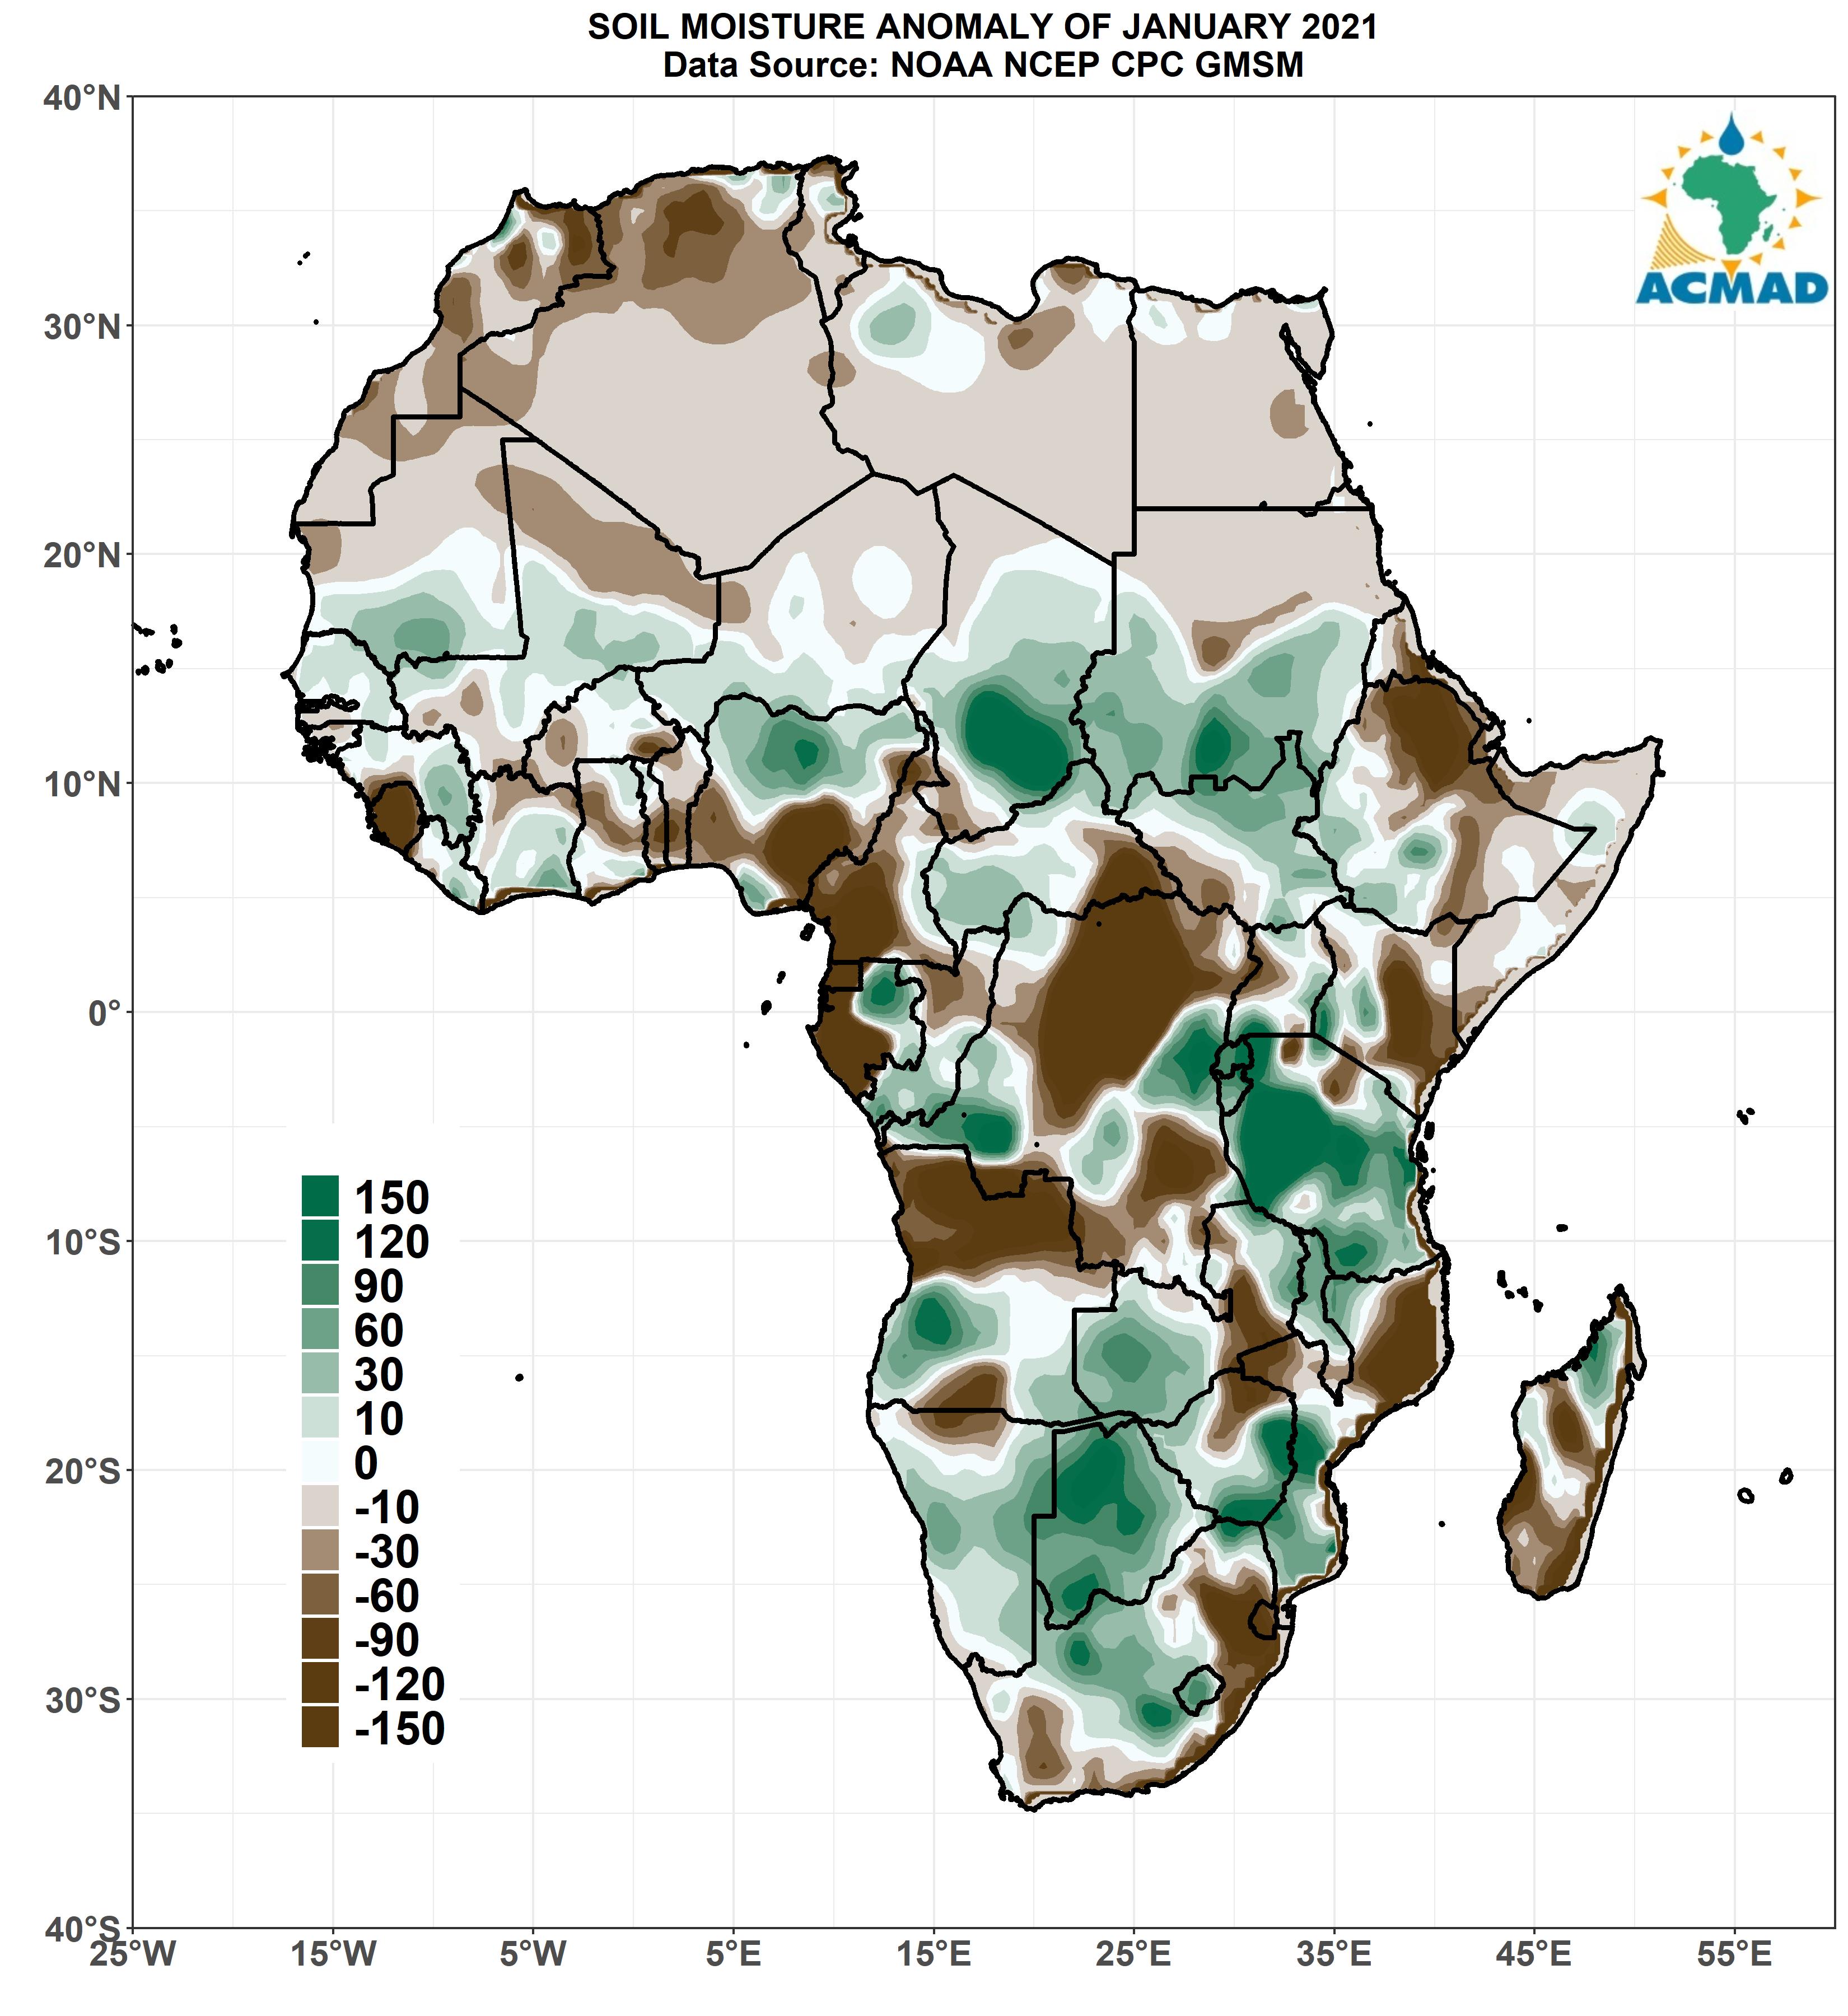 SOIL MOISTURE ANOMALY OF JANUARY 2021
Data Source: NOAA NCEP CPC GMSM
40°N
30°N
20°N
10°N
0°
10°S
20°S
30°S
40°S
ACMAD
150
120
90
60
30
10
0
-10
-30
-60
-90
-120
-150
25°W 15°W 5°W 5°E 15°E 25°E 35°E 45°E 55°E